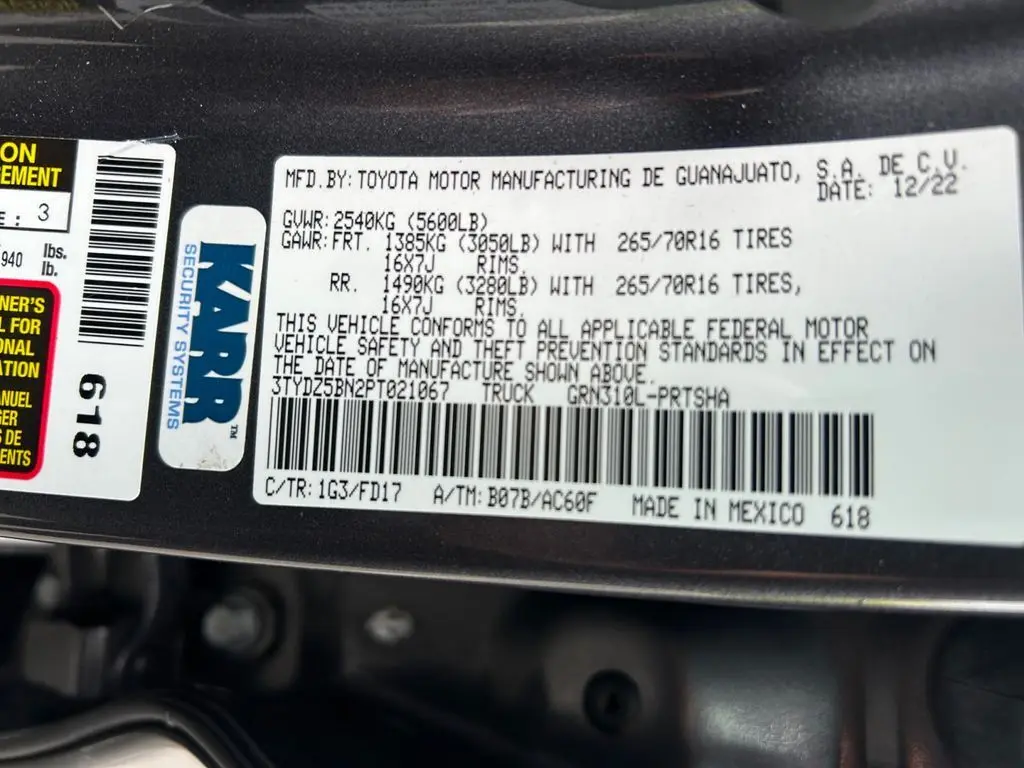 ON
EMENT
E: 3
940 lbs.
lb.
NER'S
L FOR
ONAL
ATION
ANUEL
GER
S DE
ENTS
618
KARR™
SECURITY SYSTEMS
MFD.BY: TOYOTA MOTOR MANUFACTURING DE GUANAJUATO, S.A. DE C.V.
DATE: 12/22
GVWR: 2540KG (5600LB)
GAWR: FRT. 1385KG (3050LB) WITH 265/70R16 TIRES
16X7J RIMS.
RR. 1490KG (3280LB) WITH 265/70R16 TIRES,
16X7J RIMS.
THIS VEHICLE CONFORMS TO ALL APPLICABLE FEDERAL MOTOR
VEHICLE SAFETY AND THEFT PREVENTION STANDARDS IN EFFECT ON
THE DATE OF MANUFACTURE SHOWN ABOVE.
3TYDZ5BN2PT021067 TRUCK GRN310L-PRTSHA
C/TR: 1G3/FD17 A/TM: B07B/AC60F MADE IN MEXICO 618